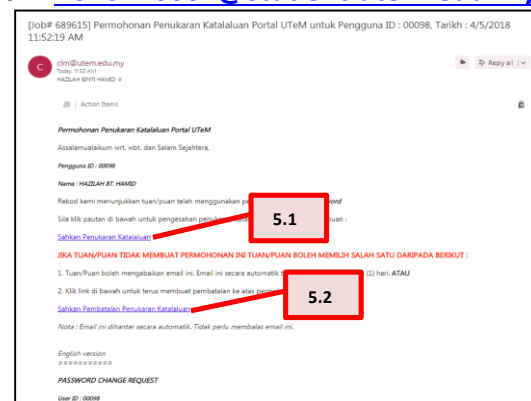 [Job# 689615] Permohonan Penukaran Katalaluan Portal UTeM untuk Pengguna ID : 00098, Tarikh : 4/5/2018
11:52:19 AM
C
clm@utem.edu.my
Today, 11:52 AM
HAZILAH BINTI HAMID
Reply all
Action Items
Permohonan Penukaran Katalaluan Portal UTeM
Assalamualaikum wrt. wbt. dan Salam Sejahtera,
Pengguna ID : 00098
Nama : HAZILAH BT. HAMID
Rekod kami menunjukkan tuan/puan telah menggunakan
5.1
Sila klik pautan di bawah untuk pengesahan
Sahkan Penukaran Katalaluan
JIKA TUAN/PUAN TIDAK MEMBUAT PERMOHONAN INI TUAN/PUAN BOLEH MEMILIH SALAH SATU DARIPADA BERIKUT :
1. Tuan/Puan boleh mengabaikan email ini. Email ini secara automatik (1) hari. ATAU
5.2
2. Klik link di bawah untuk terus membuat pembatalan ke atas
Sahkan Pembatalan Penukaran Katalaluan
Nota : Email ini dihantar secara automatik. Tidak perlu membalas email ini.
English version
===========
PASSWORD CHANGE REQUEST
User ID : 00098